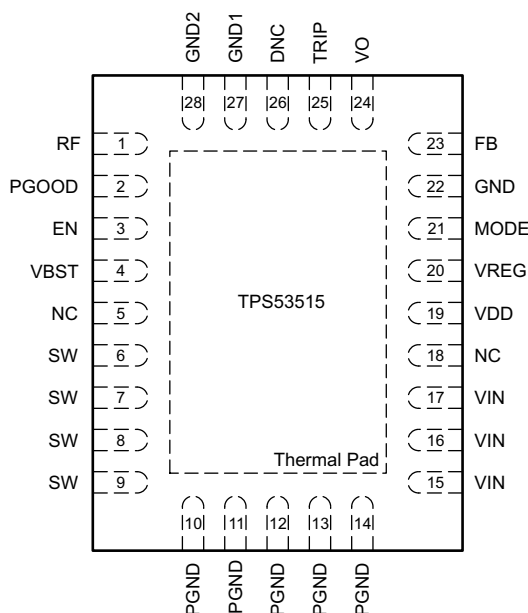 GND2 GND1 DNC TRIP VO
28 27 26 25 24
RF 1 23 FB
PGOOD 2 22 GND
EN 3 21 MODE
VBST 4 20 VREG
NC 5 TPS53515 19 VDD
SW 6 18 NC
SW 7 17 VIN
SW 8 16 VIN
SW 9 15 VIN
Thermal Pad
10 11 12 13 14
PGND PGND PGND PGND PGND